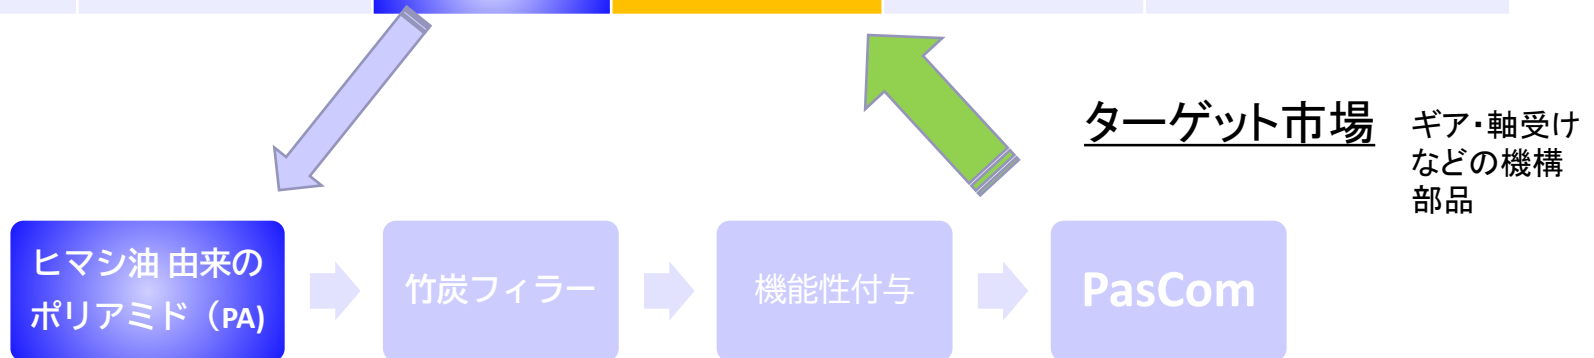 ターゲット市場
ギア・軸受け
などの機構
部品
ヒマシ油 由来の
ポリアミド（PA)
竹炭フィラー
機能性付与
PasCom